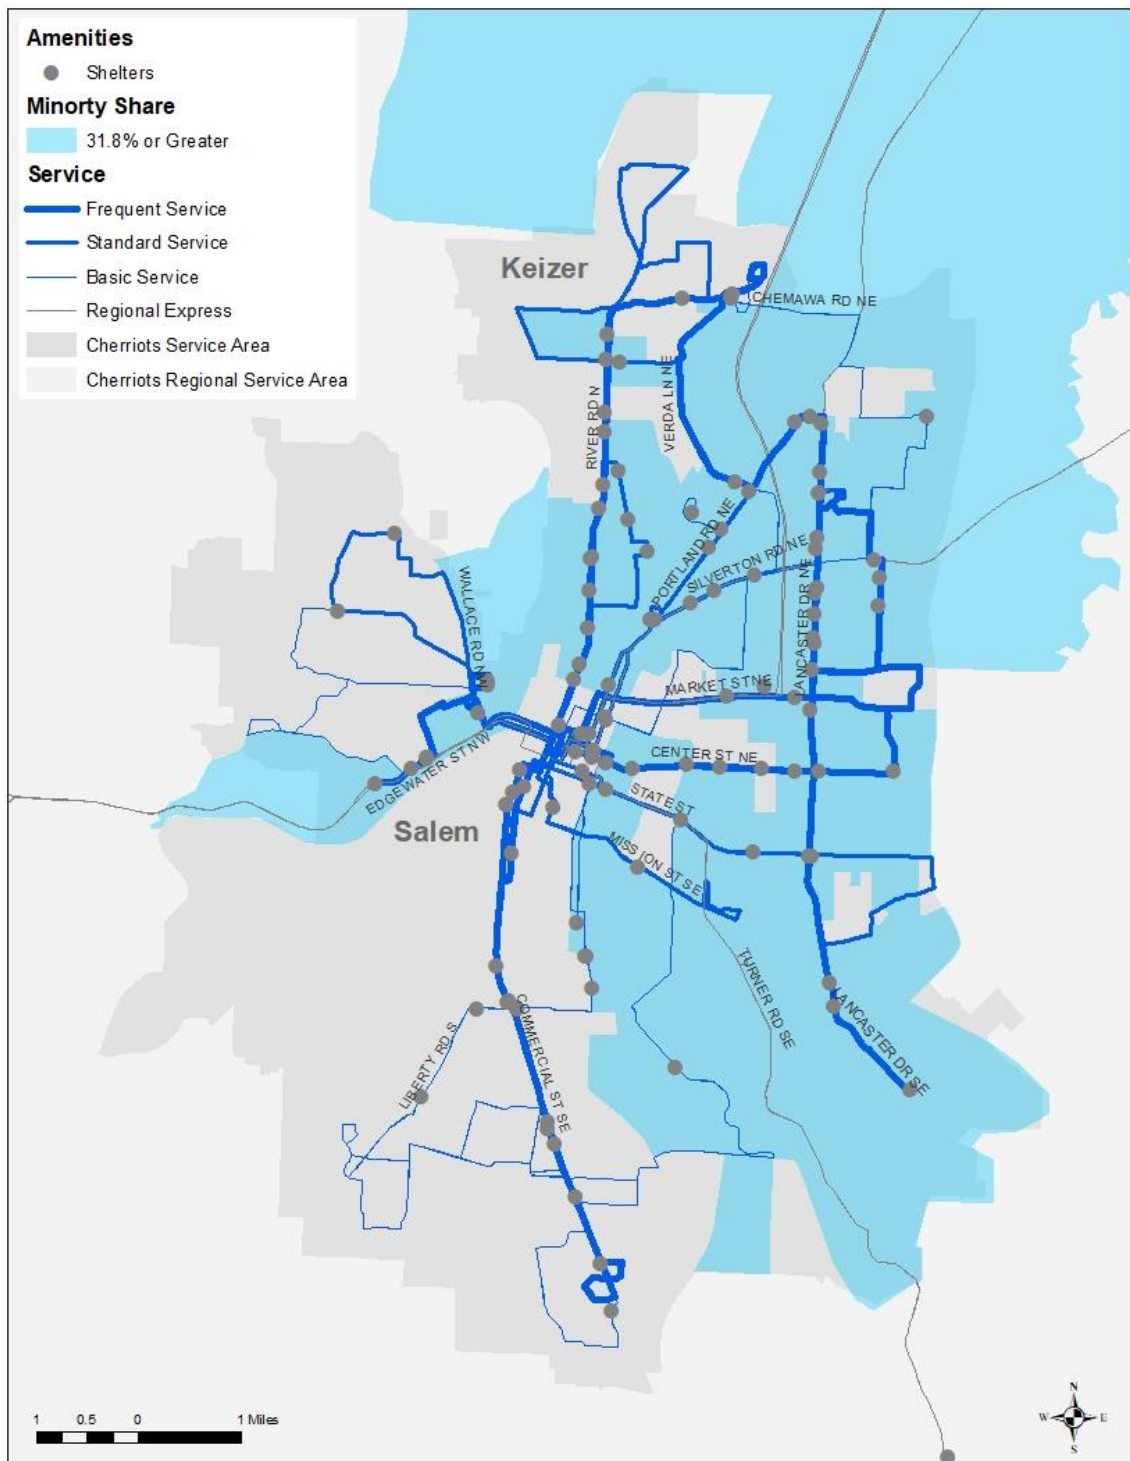 Amenities
Shelters
Minorty Share
31.8% or Greater
Service
Frequent Service
Standard Service
Basic Service
Regional Express
Cherriots Service Area
Cherriots Regional Service Area
Keizer
CHEMAWA RD NE
VERDA LN NE
RIVER RD N
PORTLAND RD NE
SILVERTON RD NE
WALLACE RD NW
LANCASTER DR NE
MARKET ST NE
CENTER ST NE
EDGEWATER ST NW
STATE ST
Salem
MISSION ST SE
TURNER RD SE
LANCASTER DR SE
COMMERCIAL ST SE
LIBERTY RD S
1 0.5 0 1 Miles
N
W E
S